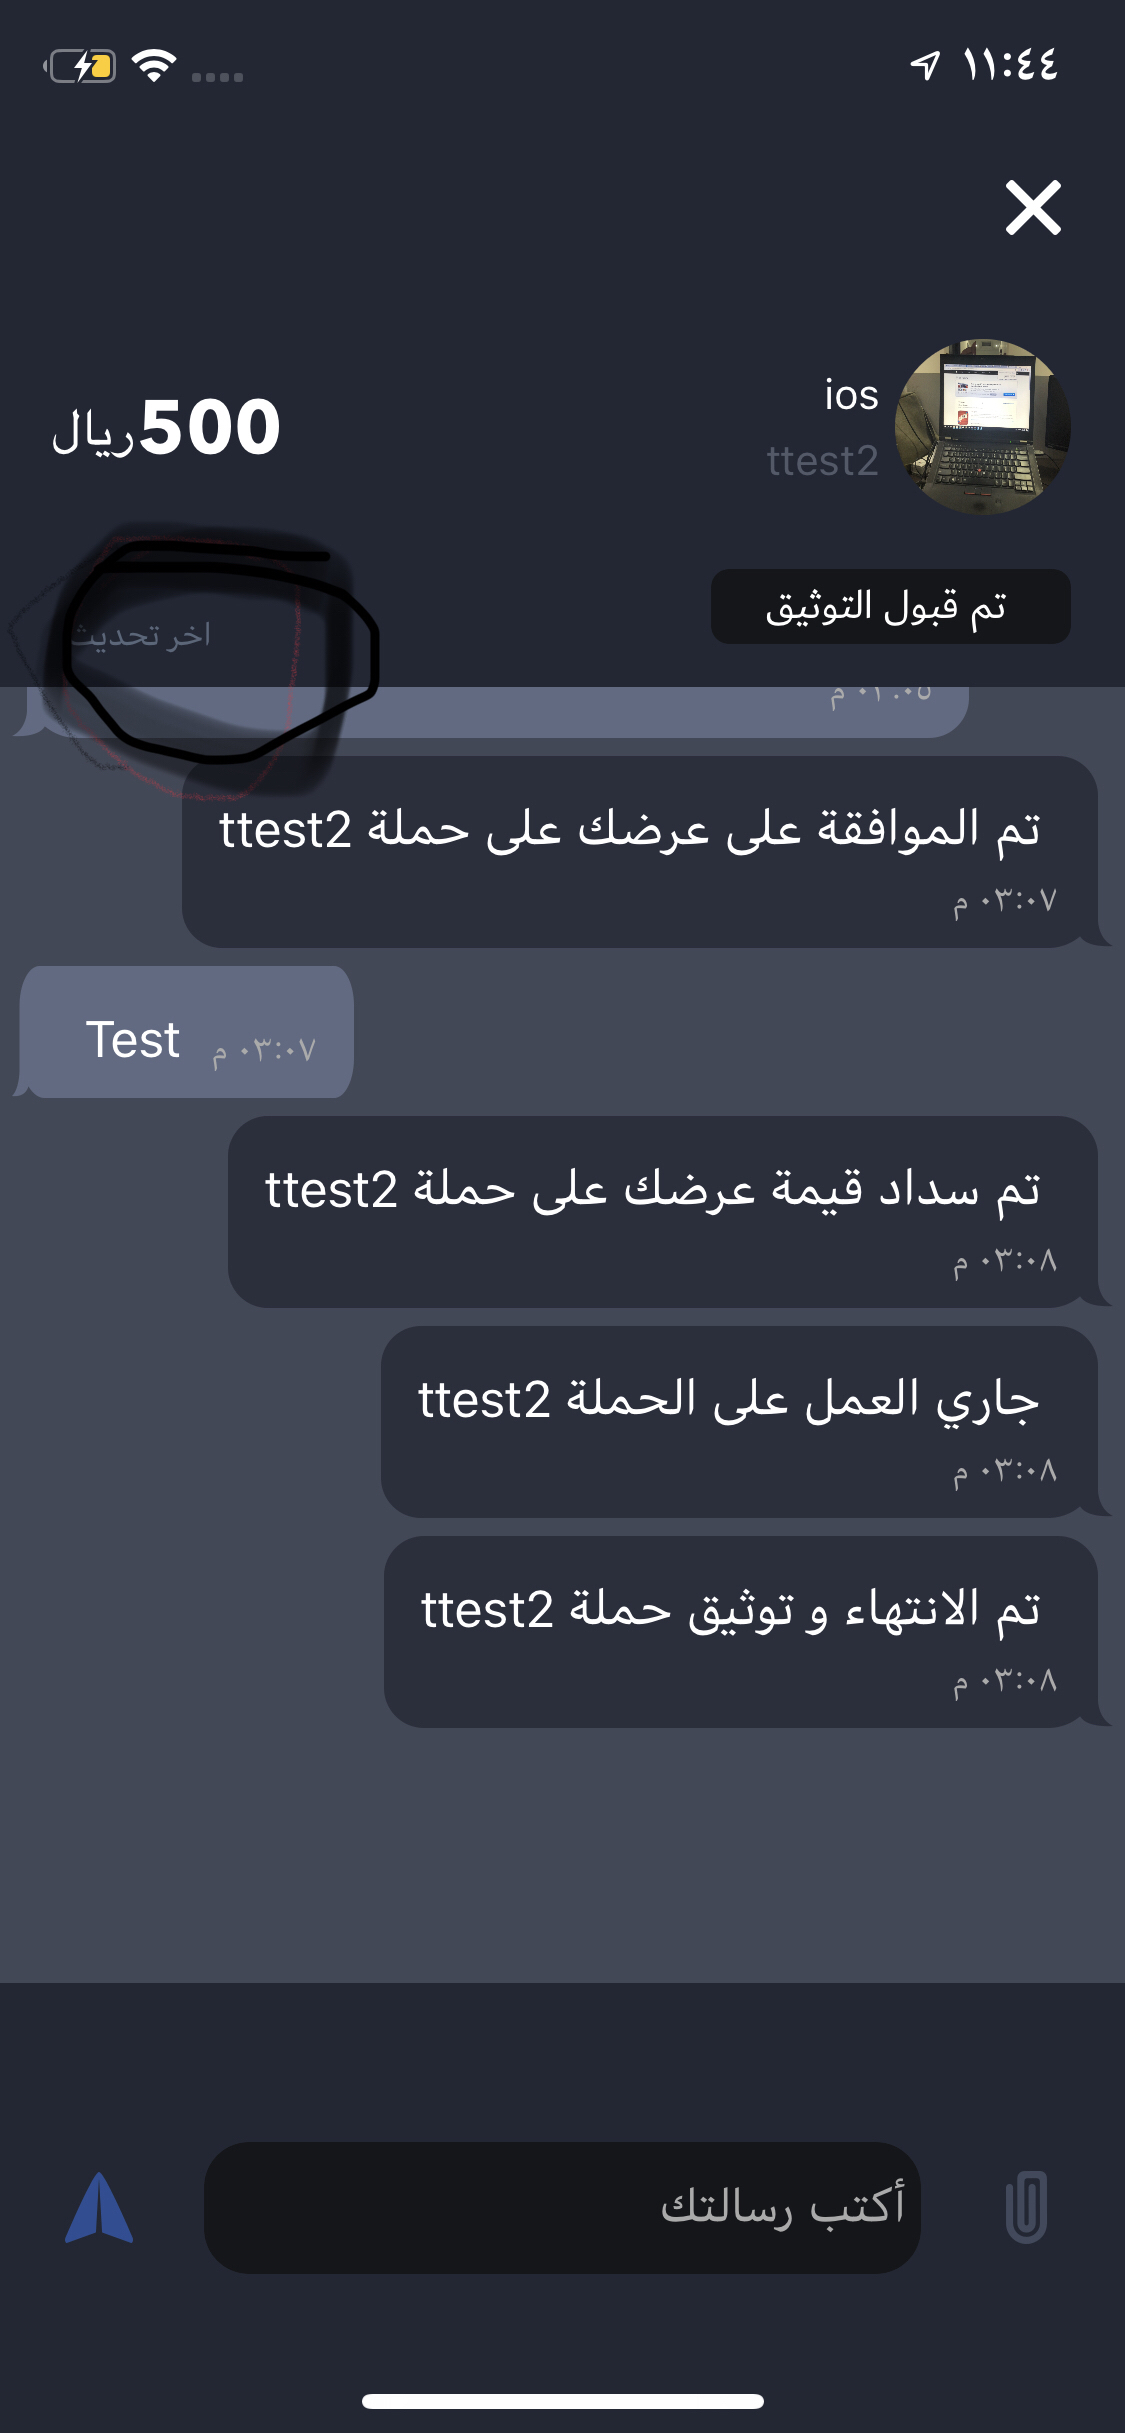 ١١:٤٤
ios
500ريال
ttest2
تم قبول التوثيق
اخر تحديث
تم الموافقة على عرضك على حملة ttest2
٠٣:٠٧ م
Test ٠٣:٠٧ م
تم سداد قيمة عرضك على حملة ttest2
٠٣:٠٨ م
جاري العمل على الحملة ttest2
٠٣:٠٨ م
تم الانتهاء و توثيق حملة ttest2
٠٣:٠٨ م
أكتب رسالتك